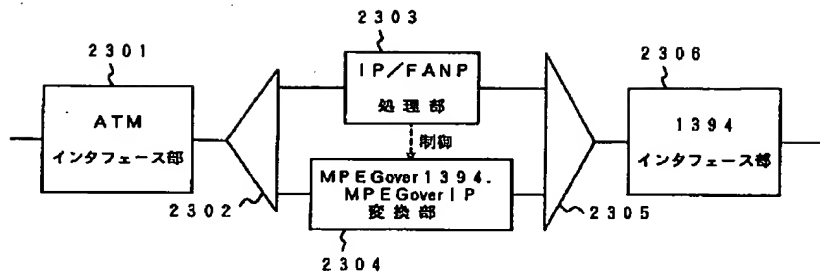 2303
2301
2306
IP/FANP
処理部
ATM
インタフェース部
1394
インタフェース部
制御
MPEGover1394.
MPEGoverIP
変換部
2302
2305
2304